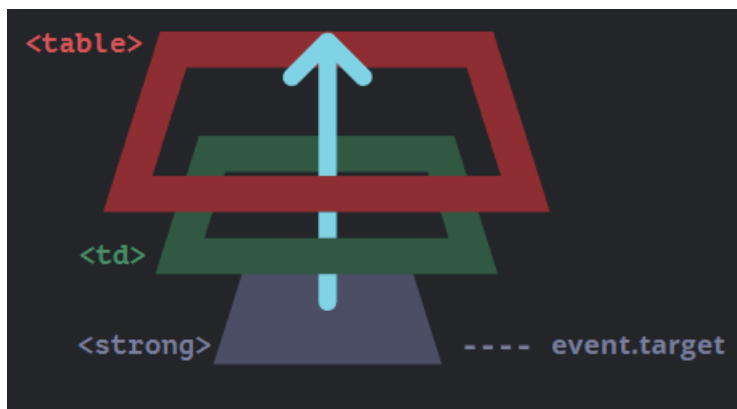 <table>
<td>
<strong> ---- event.target